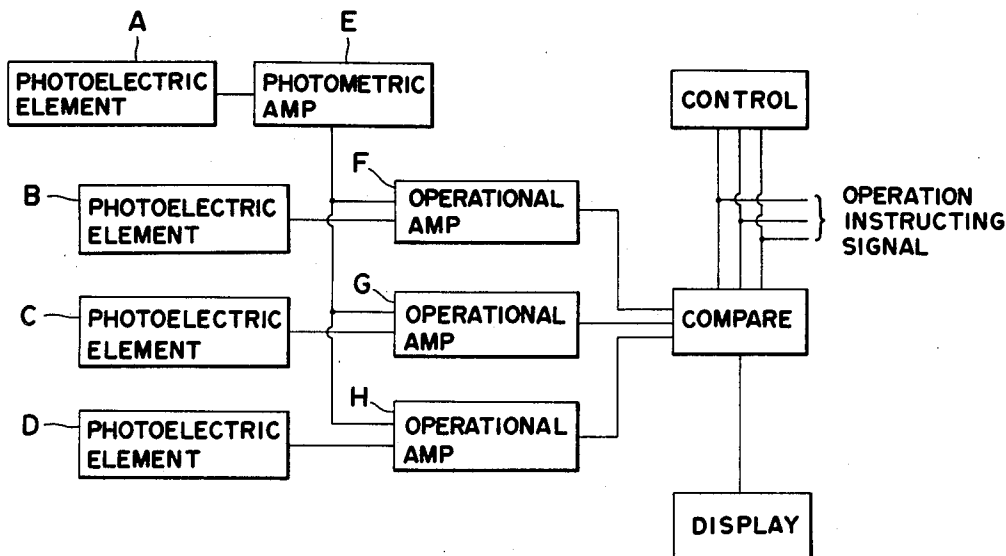 A
E
PHOTOELECTRIC
ELEMENT
PHOTOMETRIC
AMP
CONTROL
B
PHOTOELECTRIC
ELEMENT
F
OPERATIONAL
AMP
OPERATION
INSTRUCTING
SIGNAL
C
PHOTOELECTRIC
ELEMENT
G
OPERATIONAL
AMP
COMPARE
D
PHOTOELECTRIC
ELEMENT
H
OPERATIONAL
AMP
DISPLAY